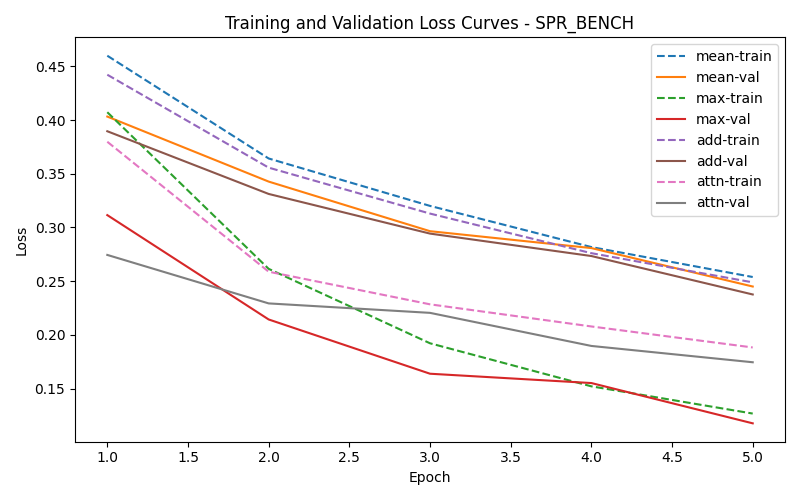 Training and Validation Loss Curves - SPR_BENCH
mean-train
mean-val
max-train
max-val
add-train
add-val
attn-train
attn-val
Loss
0.45
0.40
0.35
0.30
0.25
0.20
0.15
1.0 1.5 2.0 2.5 3.0 3.5 4.0 4.5 5.0
Epoch